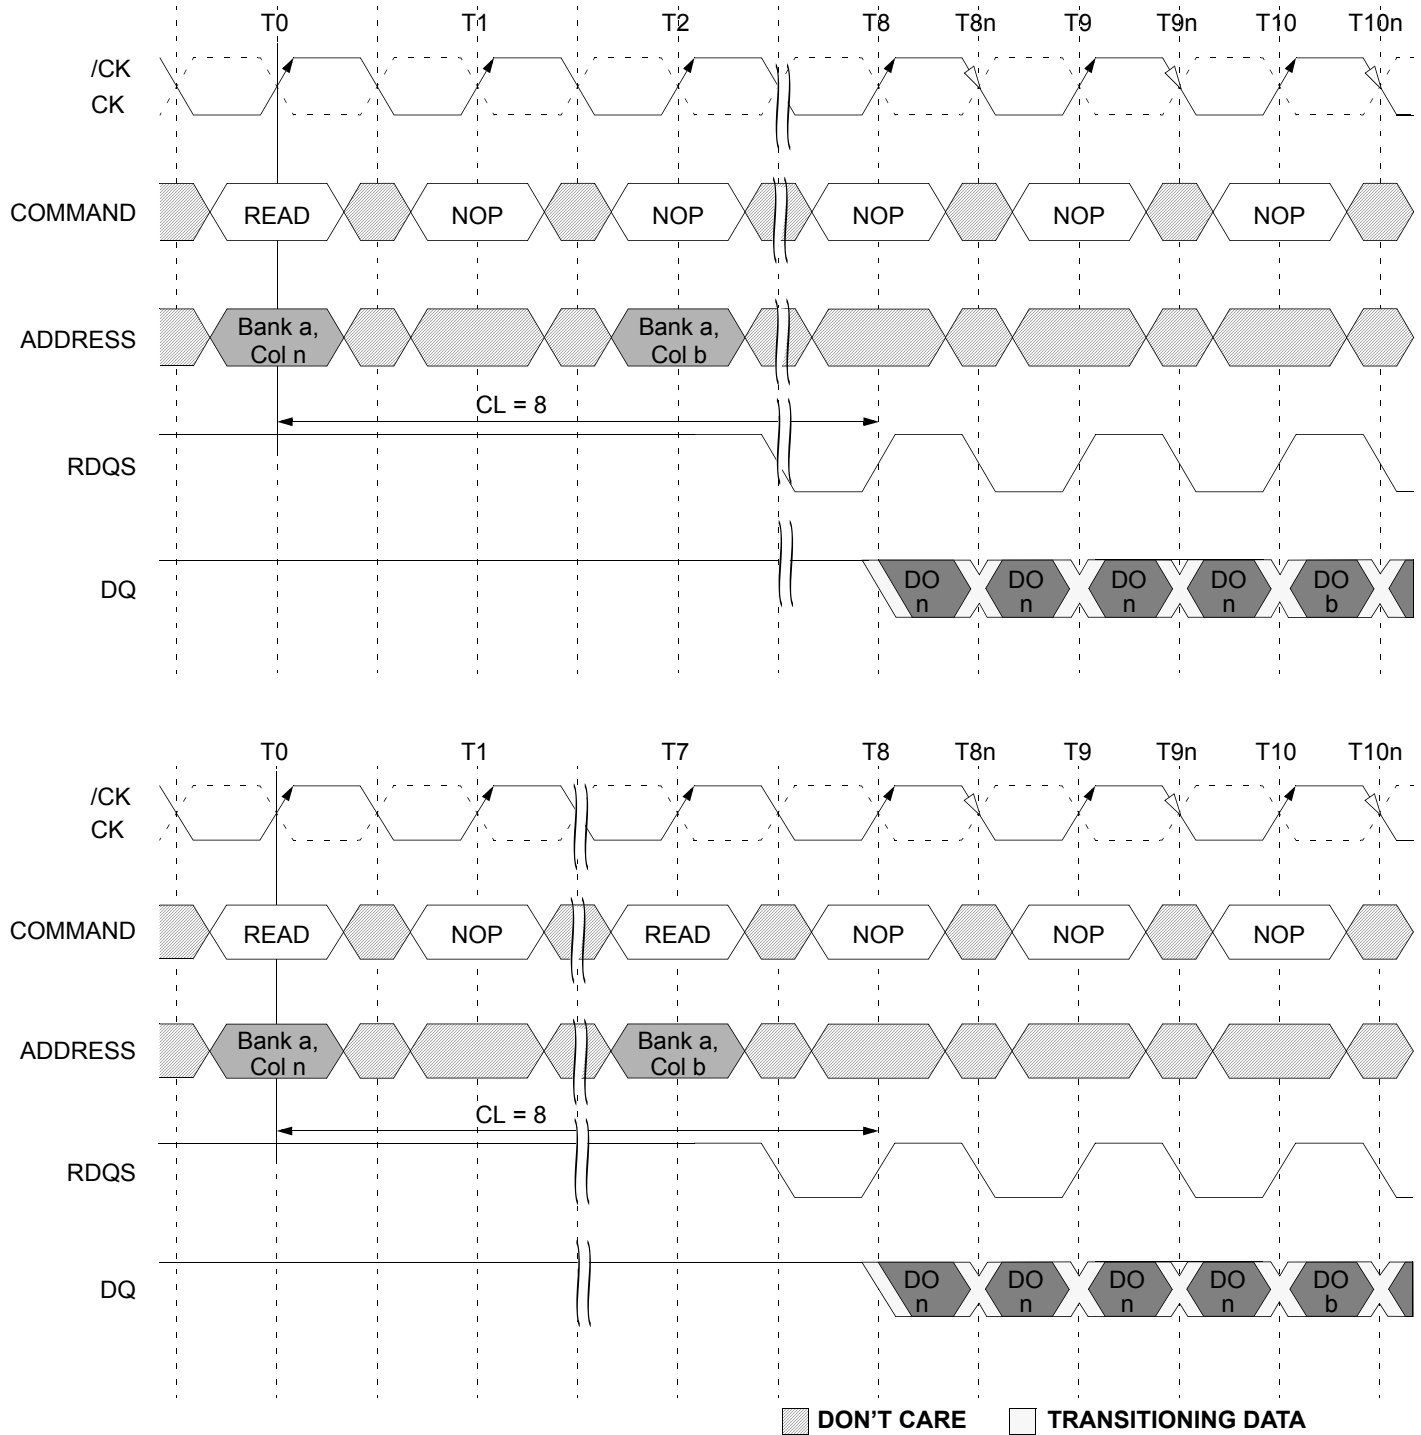 T0 T1 T2 T8 T8n T9 T9n T10 T10n
/CK
CK
COMMAND READ NOP NOP NOP NOP NOP
ADDRESS Bank a, Col n Bank a, Col b
CL = 8
RDQS
DQ DO n DO n DO n DO n DO b
T0 T1 T7 T8 T8n T9 T9n T10 T10n
/CK
CK
COMMAND READ NOP READ NOP NOP NOP
ADDRESS Bank a, Col n Bank a, Col b
CL = 8
RDQS
DQ DO n DO n DO n DO n DO b
DON'T CARE TRANSITIONING DATA